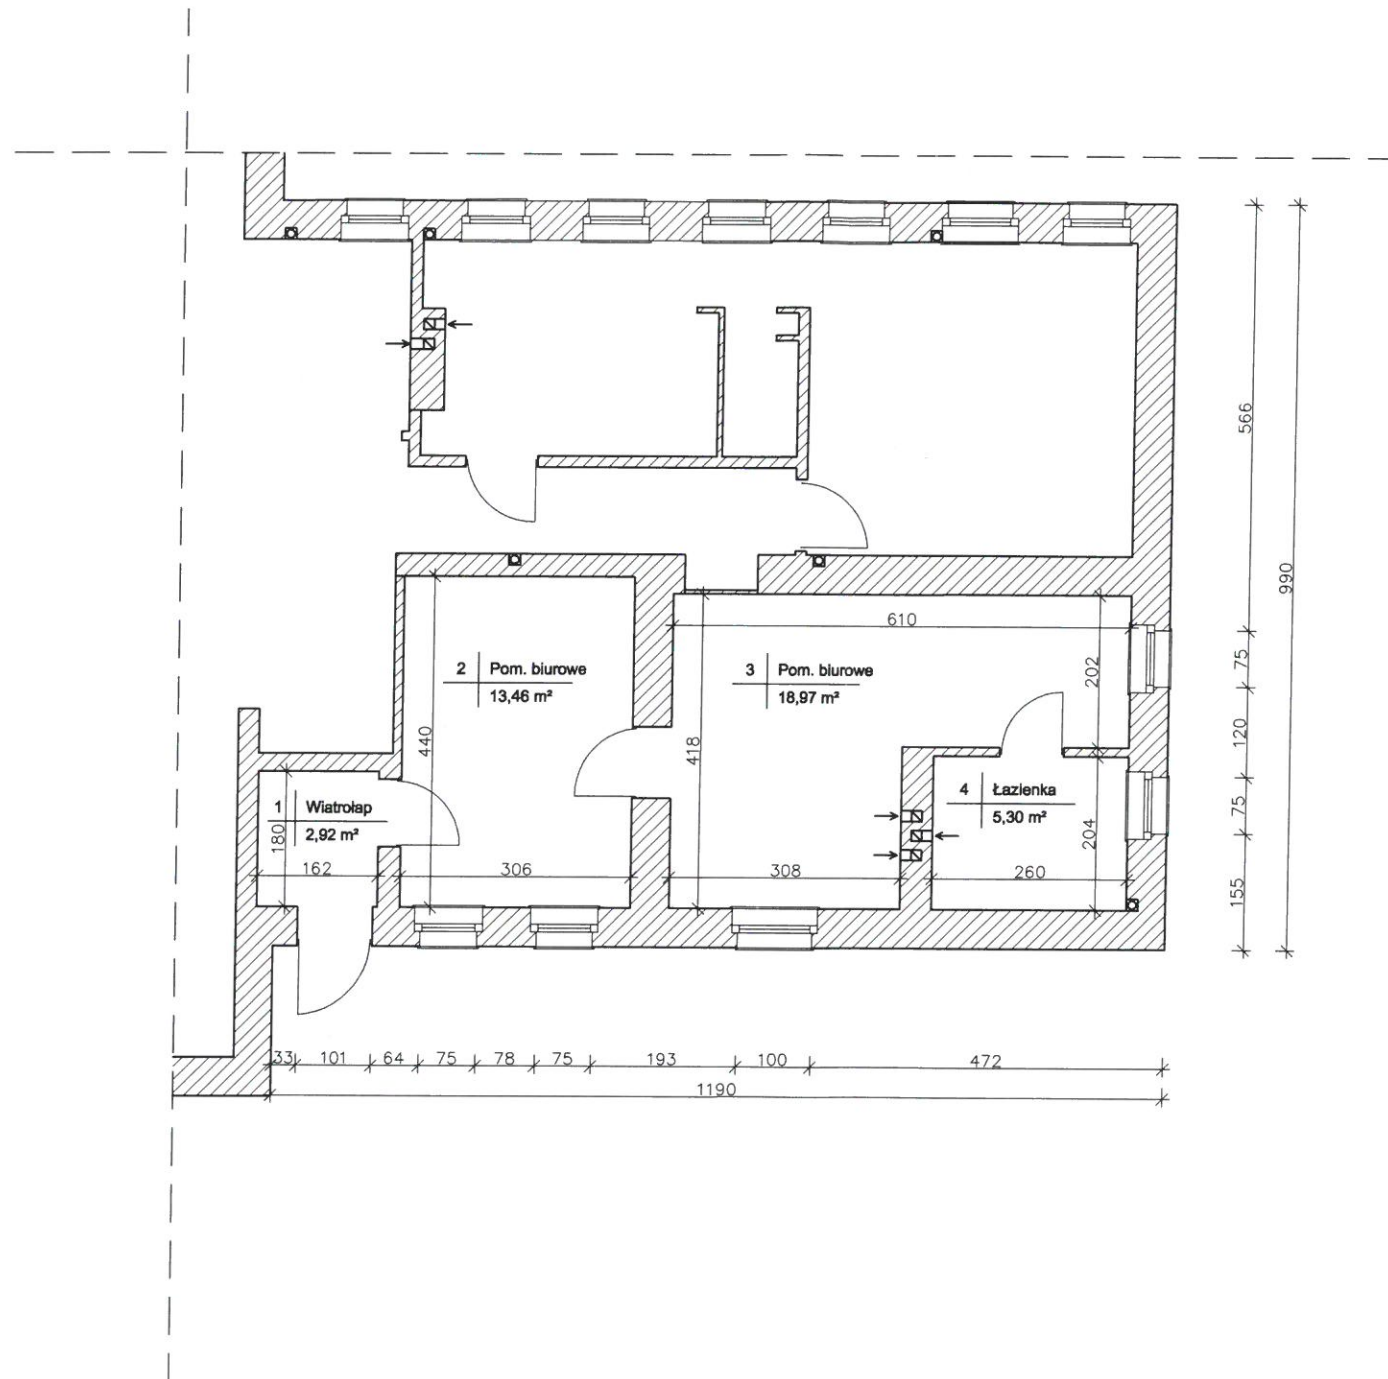 566
990
610
2 Pom. biurowe
13,46 m²
3 Pom. biurowe
18,97 m²
202
75
440
418
120
1 Wiatrołap
2,92 m²
4 Łazienka
5,30 m²
180
204
75
162
306
308
260
155
33 101 64 75 78 75 193 100 472
1190